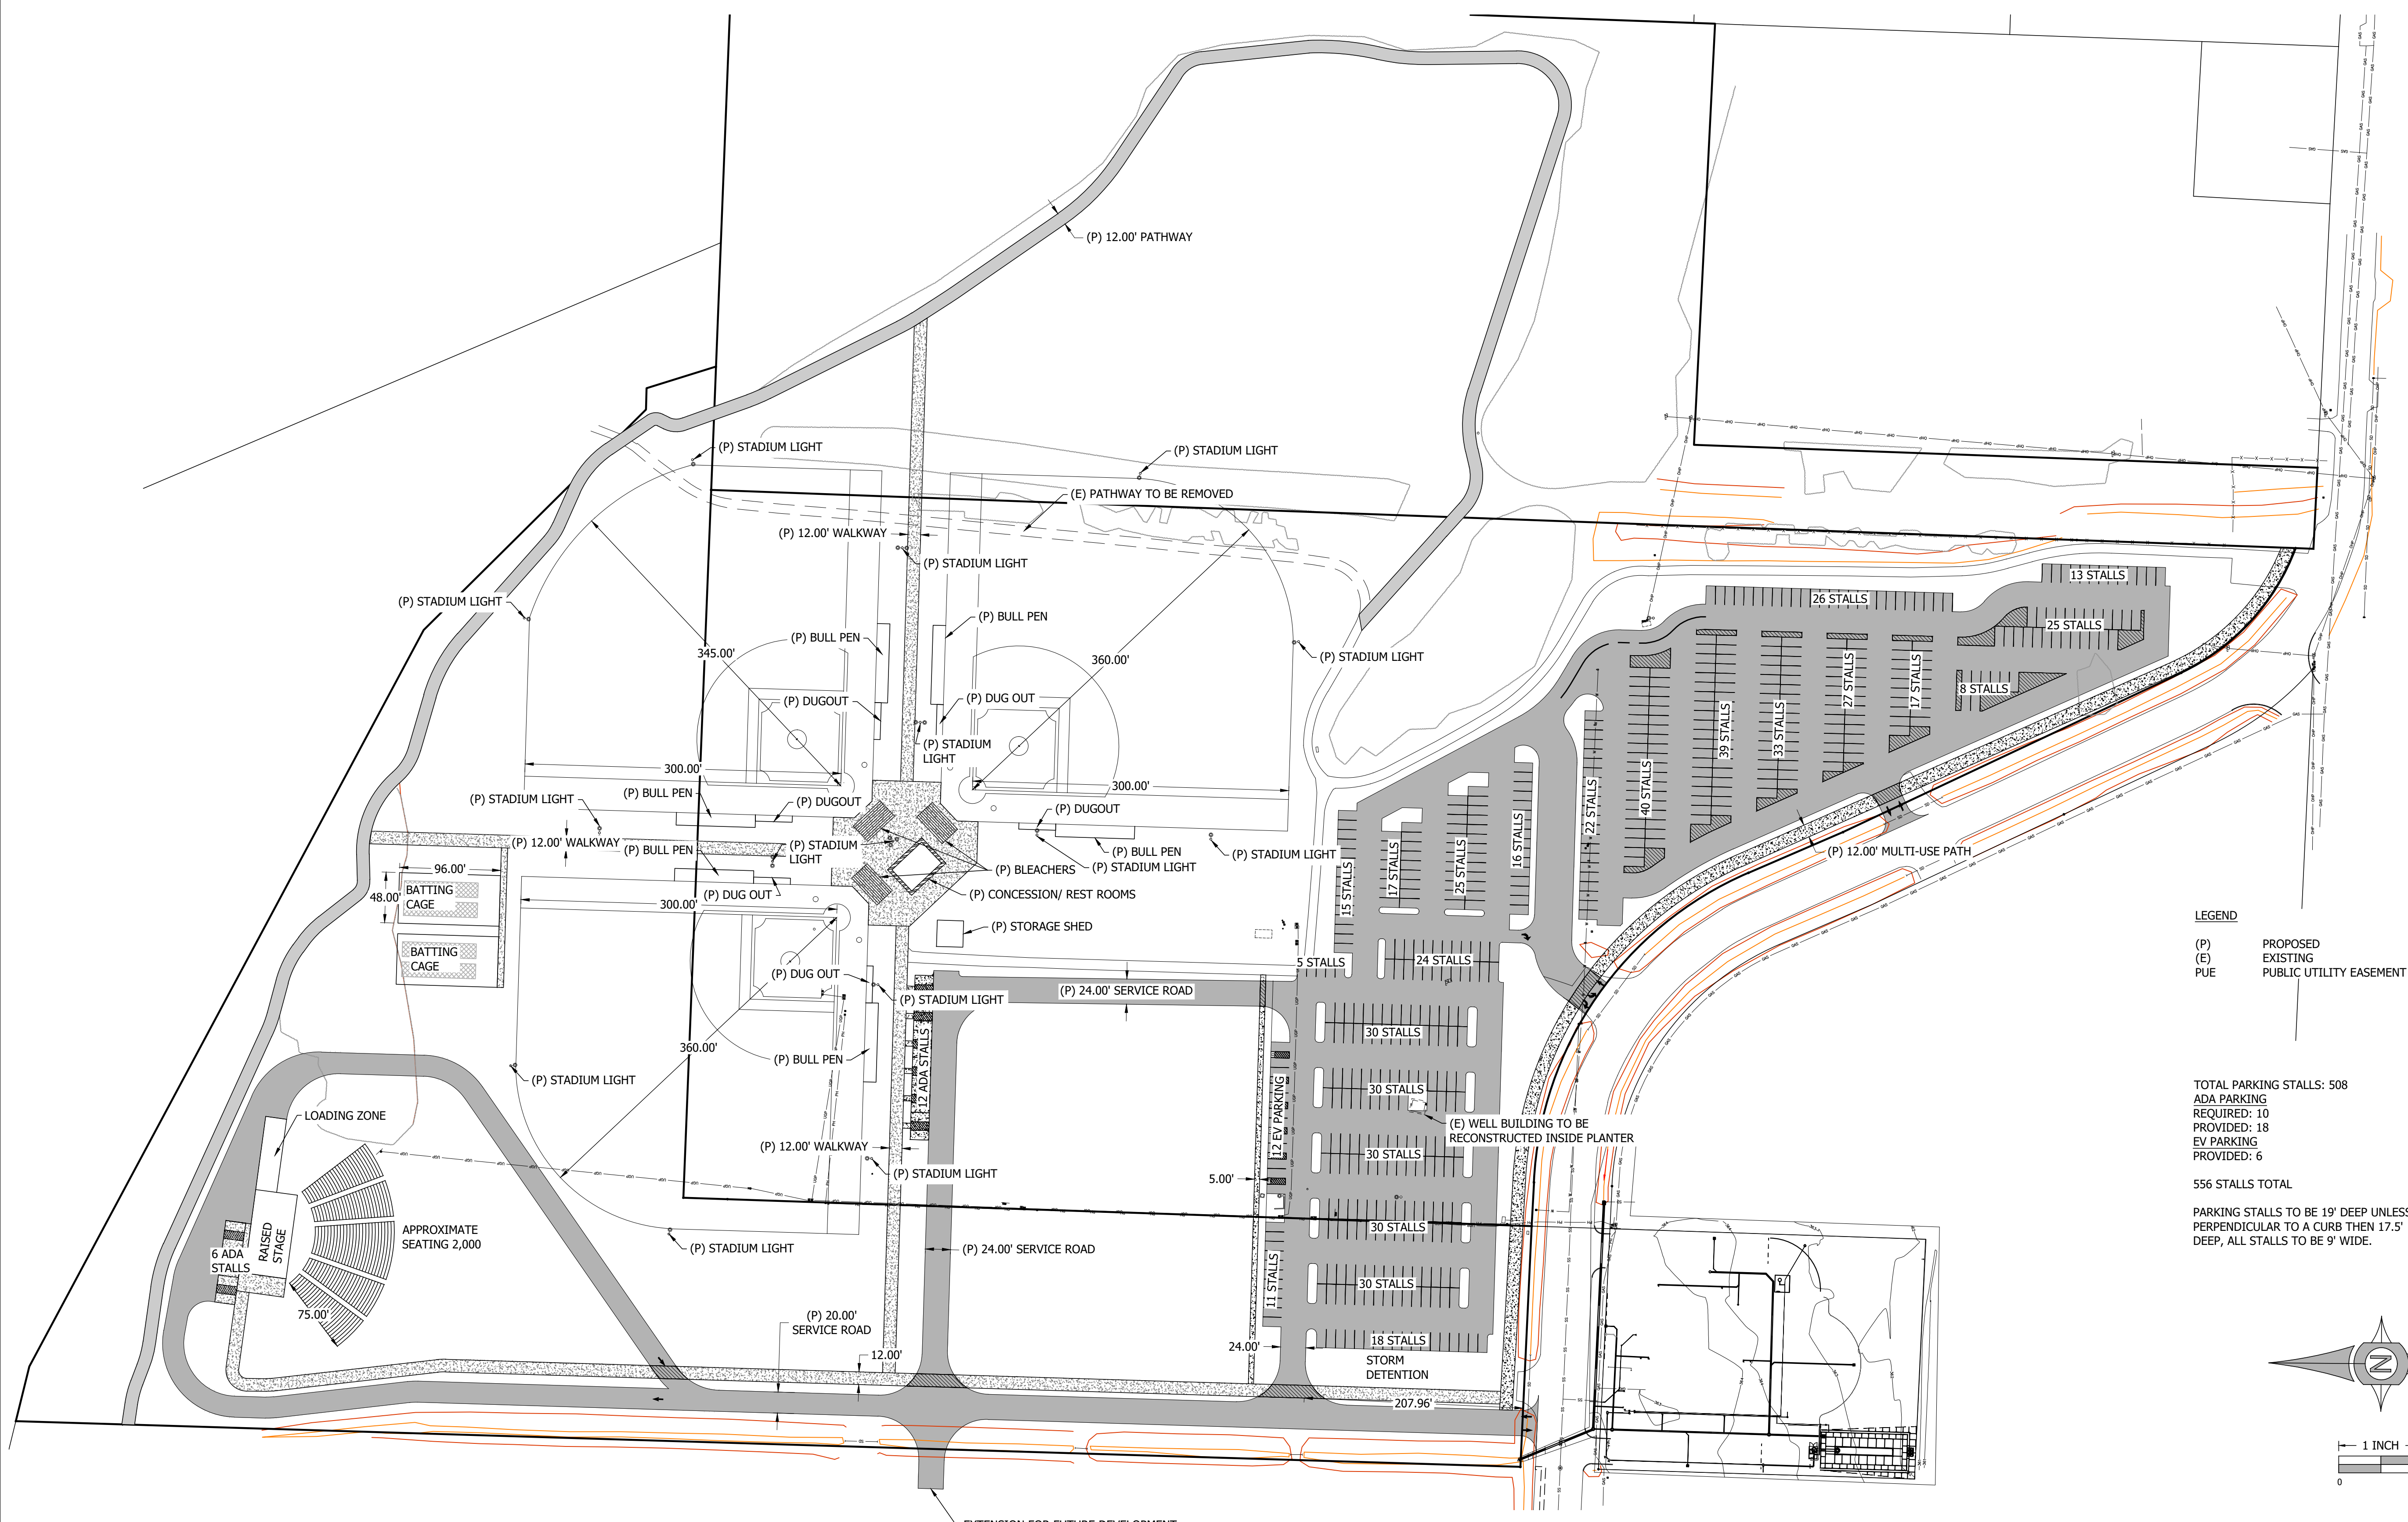 (P) 12.00' PATHWAY
(P) STADIUM LIGHT
(P) STADIUM LIGHT
(E) PATHWAY TO BE REMOVED
(P) 12.00' WALKWAY
(P) STADIUM LIGHT
(P) STADIUM LIGHT
(P) BULL PEN
(P) BULL PEN
345.00'
360.00'
(P) STADIUM LIGHT
(P) DUGOUT
(P) DUG OUT
(P) STADIUM
LIGHT
300.00'
300.00'
(P) STADIUM LIGHT
(P) BULL PEN
(P) DUGOUT
(P) DUGOUT
(P) 12.00' WALKWAY
(P) BULL PEN
(P) STADIUM
LIGHT
(P) BULL PEN
(P) STADIUM LIGHT
(P) STADIUM LIGHT
(P) BLEACHERS
(P) DUG OUT
(P) CONCESSION/ REST ROOMS
300.00'
96.00'
48.00'
BATTING
CAGE
BATTING
CAGE
(P) STORAGE SHED
(P) DUG OUT
(P) STADIUM LIGHT
(P) 24.00' SERVICE ROAD
360.00'
(P) BULL PEN
12 ADA STALLS
(P) STADIUM LIGHT
LOADING ZONE
(P) 12.00' WALKWAY
(P) STADIUM LIGHT
RAISED
STAGE
APPROXIMATE
SEATING 2,000
6 ADA
STALLS
75.00'
(P) STADIUM LIGHT
(P) 24.00' SERVICE ROAD
(P) 20.00'
SERVICE ROAD
12.00'
13 STALLS
26 STALLS
25 STALLS
8 STALLS
17 STALLS
27 STALLS
33 STALLS
39 STALLS
40 STALLS
22 STALLS
16 STALLS
25 STALLS
17 STALLS
15 STALLS
(P) 12.00' MULTI-USE PATH
5 STALLS
24 STALLS
30 STALLS
30 STALLS
12 EV PARKING
(E) WELL BUILDING TO BE
RECONSTRUCTED INSIDE PLANTER
30 STALLS
5.00'
30 STALLS
11 STALLS
30 STALLS
18 STALLS
24.00'
STORM
DETENTION
207.96'
LEGEND
(P) PROPOSED
(E) EXISTING
PUE PUBLIC UTILITY EASEMENT
TOTAL PARKING STALLS: 508
ADA PARKING
REQUIRED: 10
PROVIDED: 18
EV PARKING
PROVIDED: 6
556 STALLS TOTAL
PARKING STALLS TO BE 19' DEEP UNLESS
PERPENDICULAR TO A CURB THEN 17.5'
DEEP, ALL STALLS TO BE 9' WIDE.
N
1 INCH
0